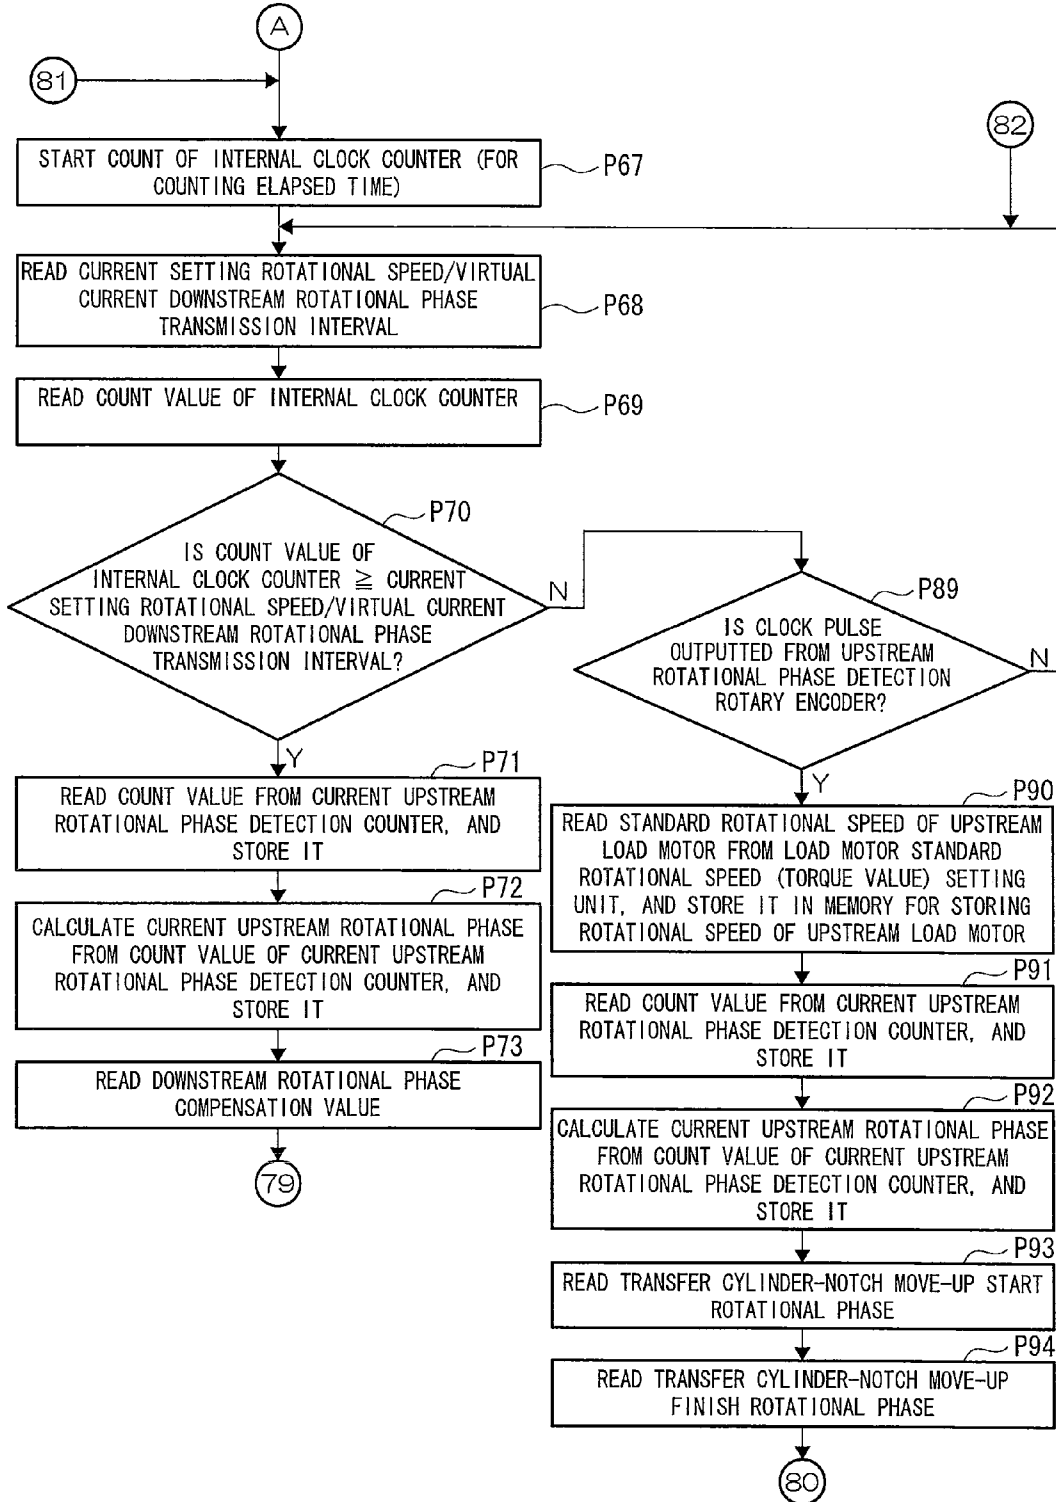 A
81
82
START COUNT OF INTERNAL CLOCK COUNTER (FOR
COUNTING ELAPSED TIME)
P67
READ CURRENT SETTING ROTATIONAL SPEED/VIRTUAL
CURRENT DOWNSTREAM ROTATIONAL PHASE
TRANSMISSION INTERVAL
P68
READ COUNT VALUE OF INTERNAL CLOCK COUNTER
P69
P70
IS COUNT VALUE OF
INTERNAL CLOCK COUNTER ≧ CURRENT
SETTING ROTATIONAL SPEED/VIRTUAL CURRENT
DOWNSTREAM ROTATIONAL PHASE
TRANSMISSION INTERVAL?
N
Y
P71
READ COUNT VALUE FROM CURRENT UPSTREAM
ROTATIONAL PHASE DETECTION COUNTER, AND
STORE IT
P72
CALCULATE CURRENT UPSTREAM ROTATIONAL PHASE
FROM COUNT VALUE OF CURRENT UPSTREAM
ROTATIONAL PHASE DETECTION COUNTER, AND
STORE IT
P73
READ DOWNSTREAM ROTATIONAL PHASE
COMPENSATION VALUE
79
P89
IS CLOCK PULSE
OUTPUTTED FROM UPSTREAM
ROTATIONAL PHASE DETECTION
ROTARY ENCODER?
N
Y
P90
READ STANDARD ROTATIONAL SPEED OF UPSTREAM
LOAD MOTOR FROM LOAD MOTOR STANDARD
ROTATIONAL SPEED (TORQUE VALUE) SETTING
UNIT, AND STORE IT IN MEMORY FOR STORING
ROTATIONAL SPEED OF UPSTREAM LOAD MOTOR
P91
READ COUNT VALUE FROM CURRENT UPSTREAM
ROTATIONAL PHASE DETECTION COUNTER, AND
STORE IT
P92
CALCULATE CURRENT UPSTREAM ROTATIONAL PHASE
FROM COUNT VALUE OF CURRENT UPSTREAM
ROTATIONAL PHASE DETECTION COUNTER, AND
STORE IT
P93
READ TRANSFER CYLINDER-NOTCH MOVE-UP START
ROTATIONAL PHASE
P94
READ TRANSFER CYLINDER-NOTCH MOVE-UP
FINISH ROTATIONAL PHASE
80